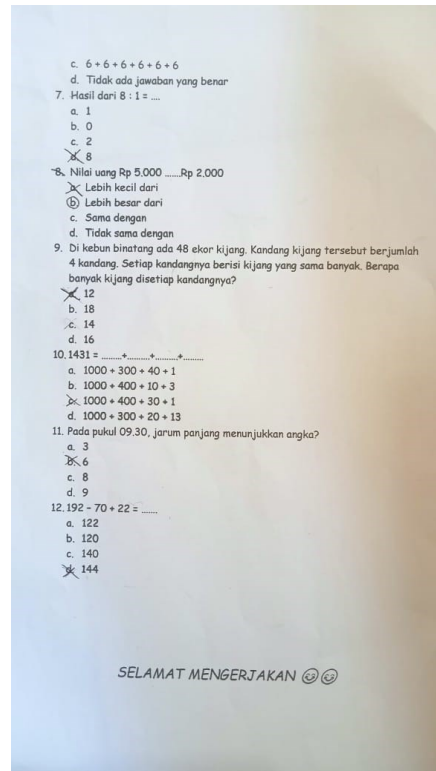 c. 6 + 6 + 6 + 6 + 6 + 6
d. Tidak ada jawaban yang benar
7. Hasil dari 8 : 1 = ....
a. 1
b. 0
c. 2
d. 8
8. Nilai uang Rp 5.000 .......Rp 2.000
a. Lebih kecil dari
b. Lebih besar dari
c. Sama dengan
d. Tidak sama dengan
9. Di kebun binatang ada 48 ekor kijang. Kandang kijang tersebut berjumlah
4 kandang. Setiap kandangnya berisi kijang yang sama banyak. Berapa
banyak kijang disetiap kandangnya?
a. 12
b. 18
c. 14
d. 16
10. 1431 = .........+..........+..........+.........
a. 1000 + 300 + 40 + 1
b. 1000 + 400 + 10 + 3
c. 1000 + 400 + 30 + 1
d. 1000 + 300 + 20 + 13
11. Pada pukul 09.30, jarum panjang menunjukkan angka?
a. 3
b. 6
c. 8
d. 9
12. 192 - 70 + 22 = .......
a. 122
b. 120
c. 140
d. 144
SELAMAT MENGERJAKAN